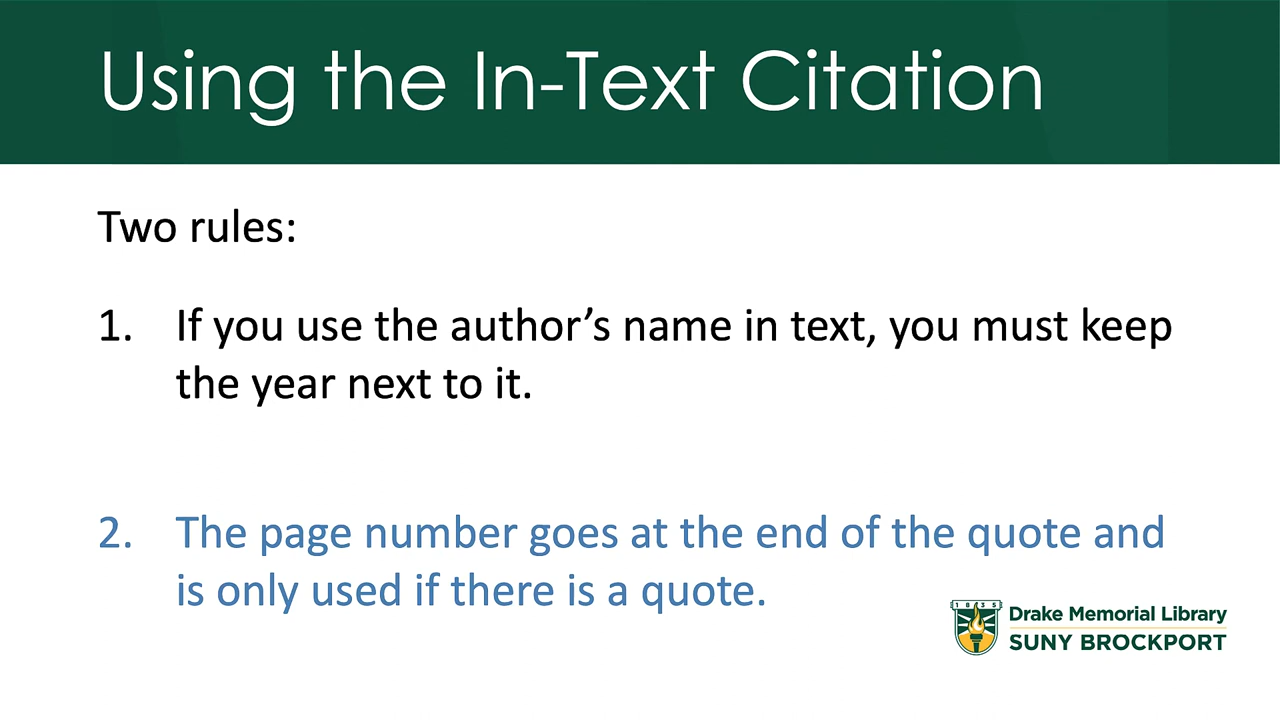 Using the In-Text Citation
Two rules:
1. If you use the author’s name in text, you must keep
the year next to it.
2. The page number goes at the end of the quote and
is only used if there is a quote.
1835
Drake Memorial Library
SUNY BROCKPORT